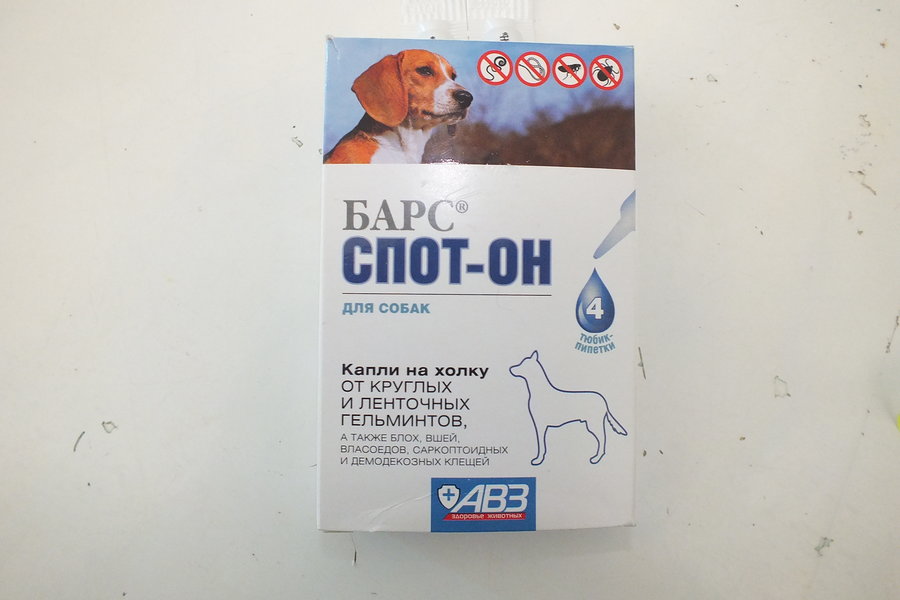 БАРС®
СПОТ-ОН
ДЛЯ СОБАК
4
тюбик-
пипетки
Капли на холку
ОТ КРУГЛЫХ
И ЛЕНТОЧНЫХ
ГЕЛЬМИНТОВ,
А ТАКЖЕ БЛОХ, ВШЕЙ,
ВЛАСОЕДОВ, САРКОПТОИДНЫХ
И ДЕМОДЕКОЗНЫХ КЛЕЩЕЙ
АВЗ
здоровье животных